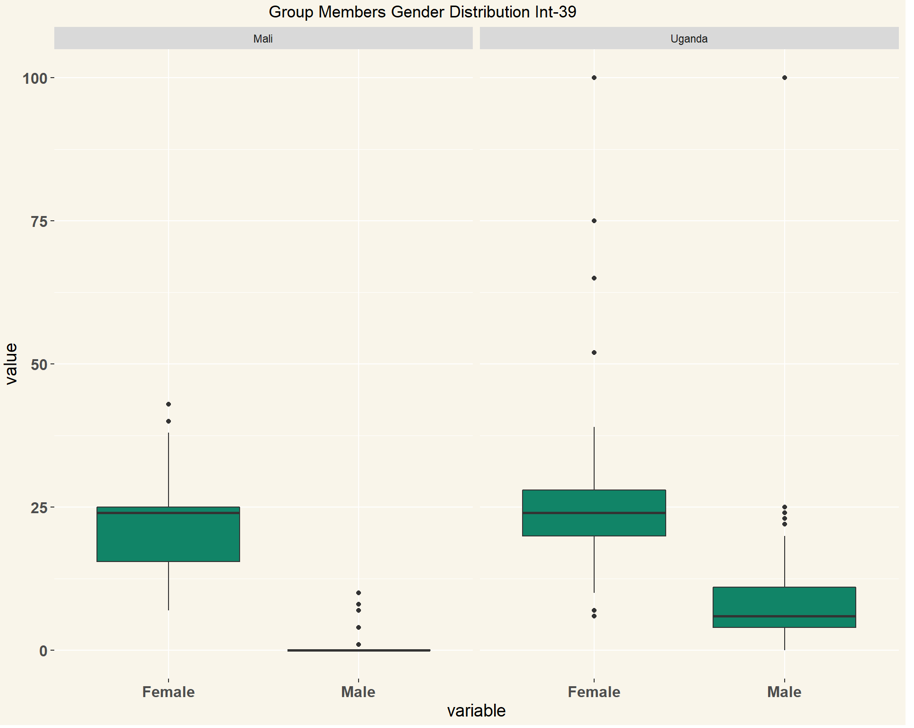 Group Members Gender Distribution Int-39
Mali
Uganda
100
75
50
25
0
value
Female
Male
Female
Male
variable